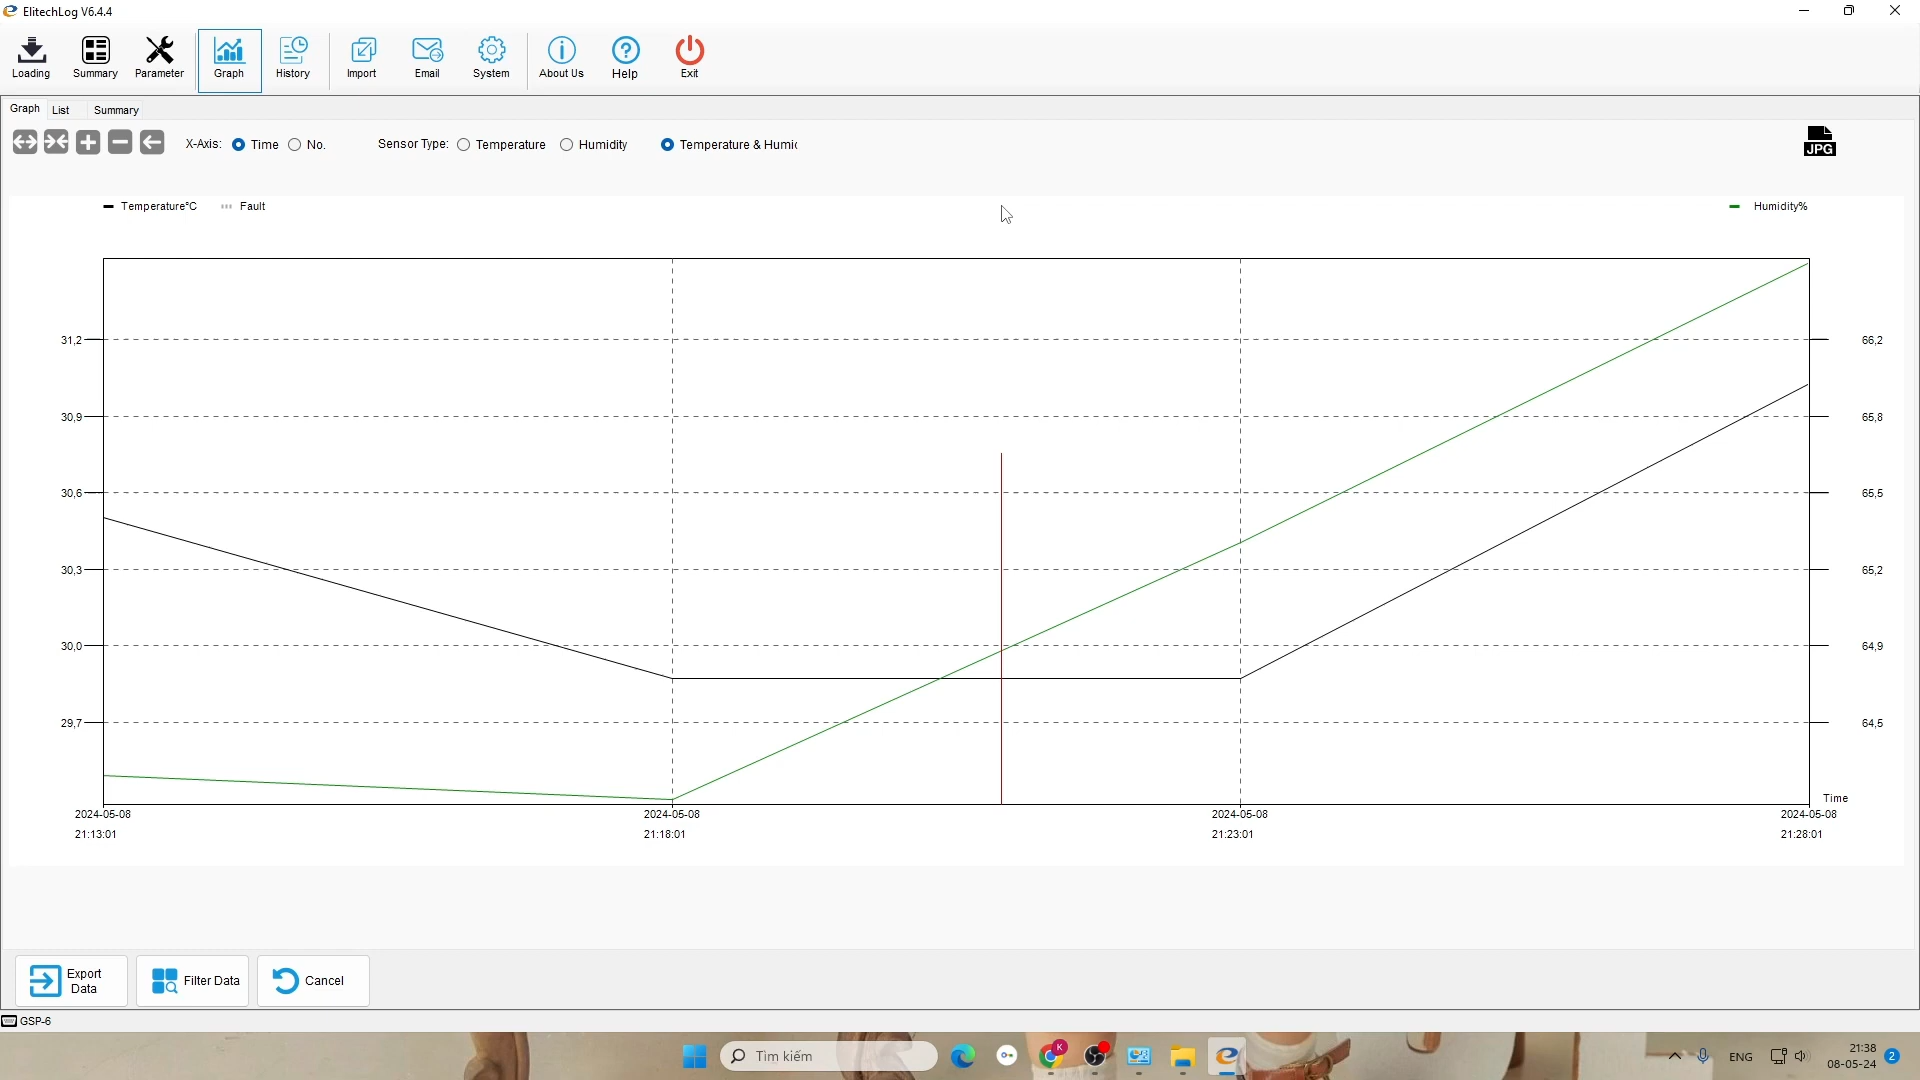 ElitechLog V6.4.4
Loading Summary Parameter Graph History Import Email System About Us Help Exit
Graph List Summary
X-Axis: Time No. Sensor Type: Temperature Humidity Temperature & Humi
JPG
Temperature°C Fault Humidity%
31,2 66,2
30,9 65,8
30,6 65,5
30,3 65,2
30,0 64,9
29,7 64,5
Time
2024-05-08 2024-05-08 2024-05-08 2024-05-08
21:13:01 21:18:01 21:23:01 21:28:01
Export
Data
Filter Data
Cancel
GSP-6
Tìm kiếm
K
ENG
21:38
08-05-24
2